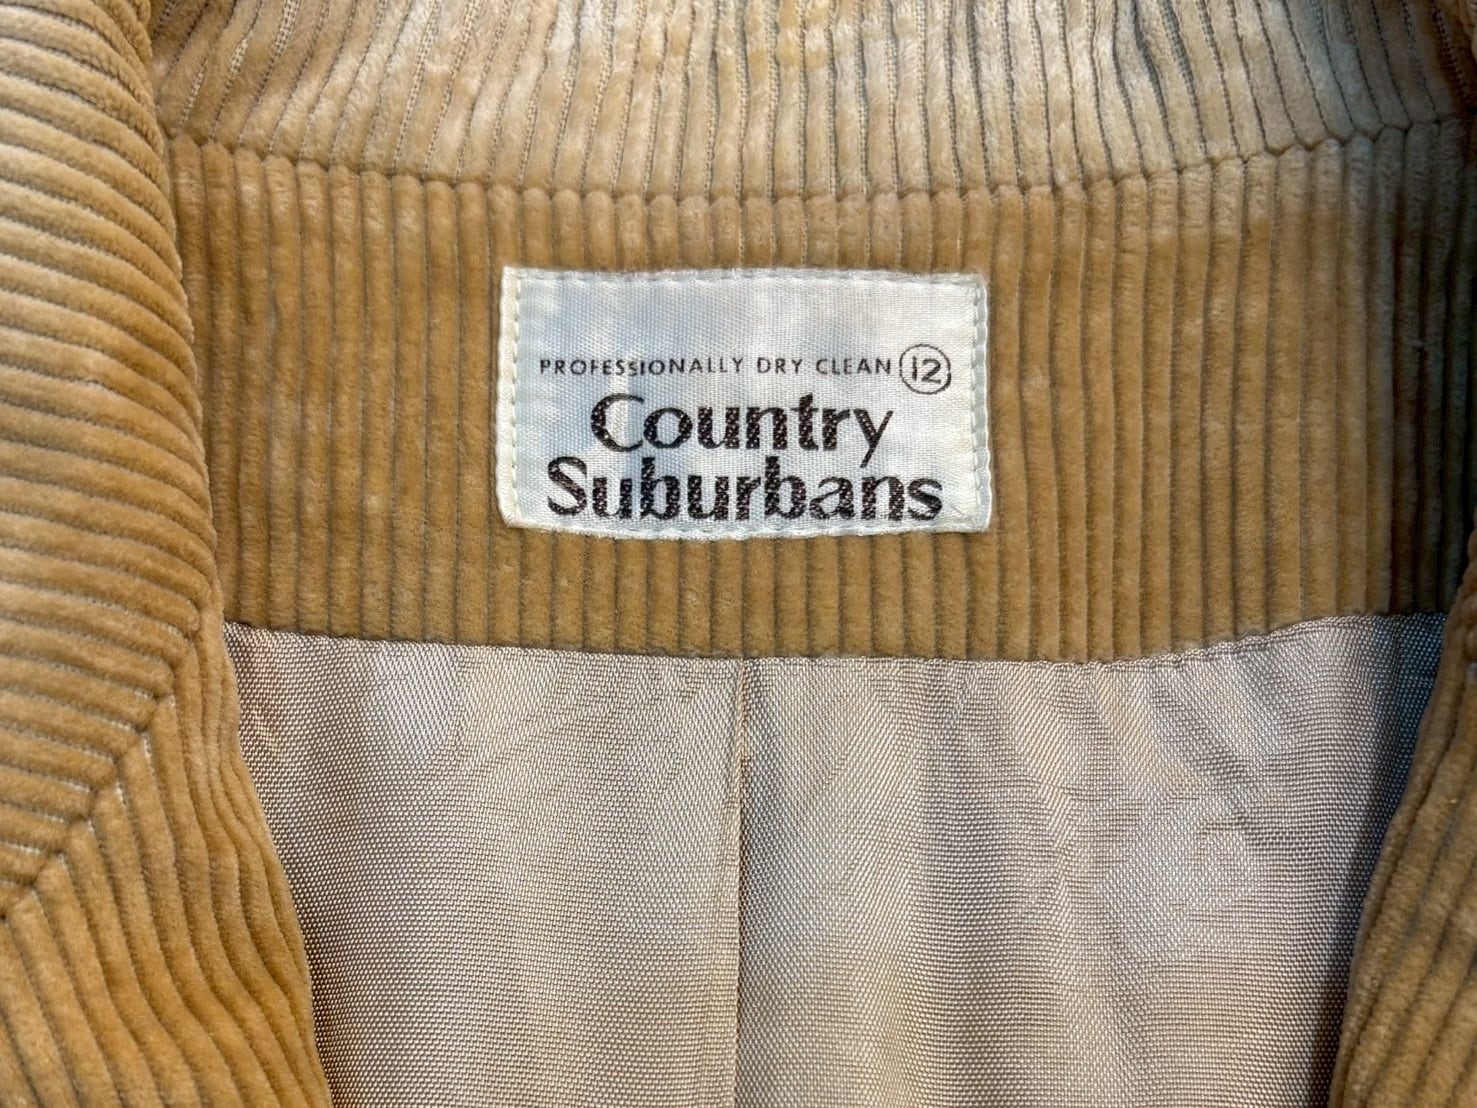 PROFESSIONALLY DRY CLEAN 12
Country
Suburbans